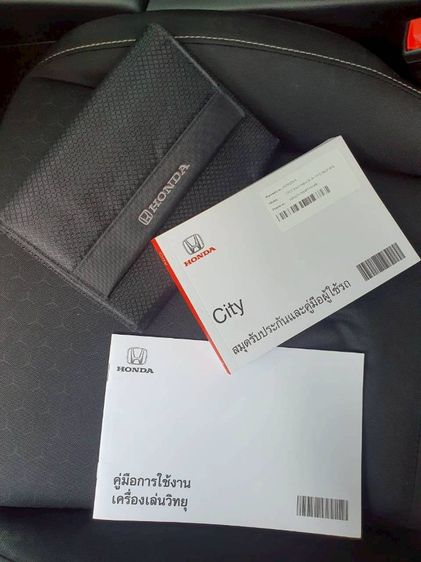 HONDA
HONDA
City
สมุดรับประกันและคู่มือผู้ใช้รถ
HONDA
คู่มือการใช้งาน
เครื่องเล่นวิทยุ